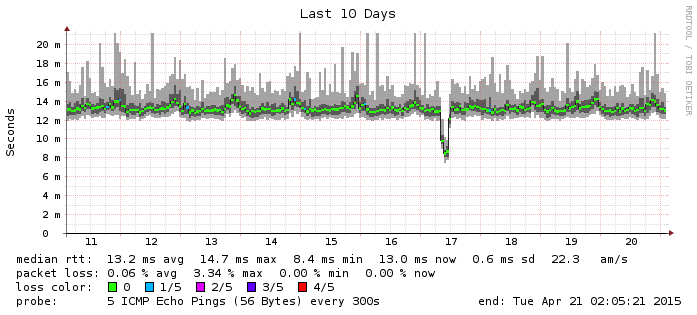 Last 10 Days
RRDTOOL / TOBI OETIKER
Seconds
20 m
18 m
16 m
14 m
12 m
10 m
8 m
6 m
4 m
2 m
0
11 12 13 14 15 16 17 18 19 20
median rtt: 13.2 ms avg 14.7 ms max 8.4 ms min 13.0 ms now 0.6 ms sd 22.3 am/s
packet loss: 0.06 % avg 3.34 % max 0.00 % min 0.00 % now
loss color: 0 1/5 2/5 3/5 4/5
probe: 5 ICMP Echo Pings (56 Bytes) every 300s end: Tue Apr 21 02:05:21 2015